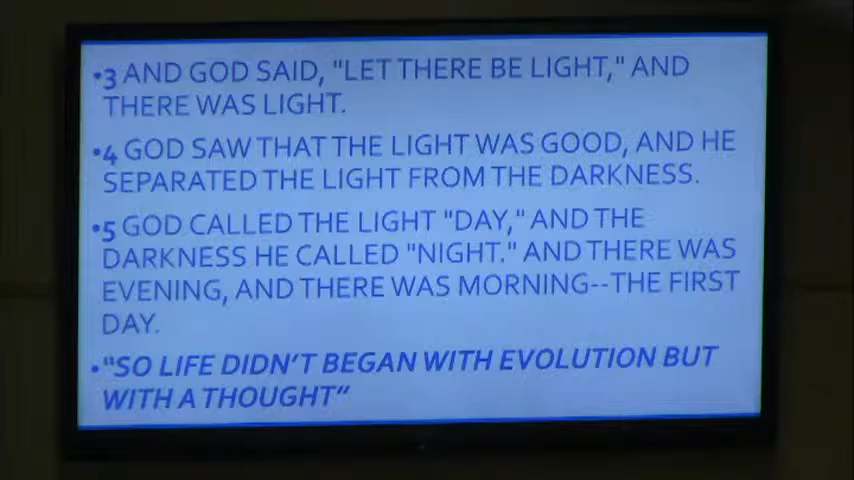 •3 AND GOD SAID, "LET THERE BE LIGHT," AND
THERE WAS LIGHT.
•4 GOD SAW THAT THE LIGHT WAS GOOD, AND HE
SEPARATED THE LIGHT FROM THE DARKNESS.
•5 GOD CALLED THE LIGHT "DAY," AND THE
DARKNESS HE CALLED "NIGHT." AND THERE WAS
EVENING, AND THERE WAS MORNING--THE FIRST
DAY.
•"SO LIFE DIDN'T BEGAN WITH EVOLUTION BUT
WITH A THOUGHT"